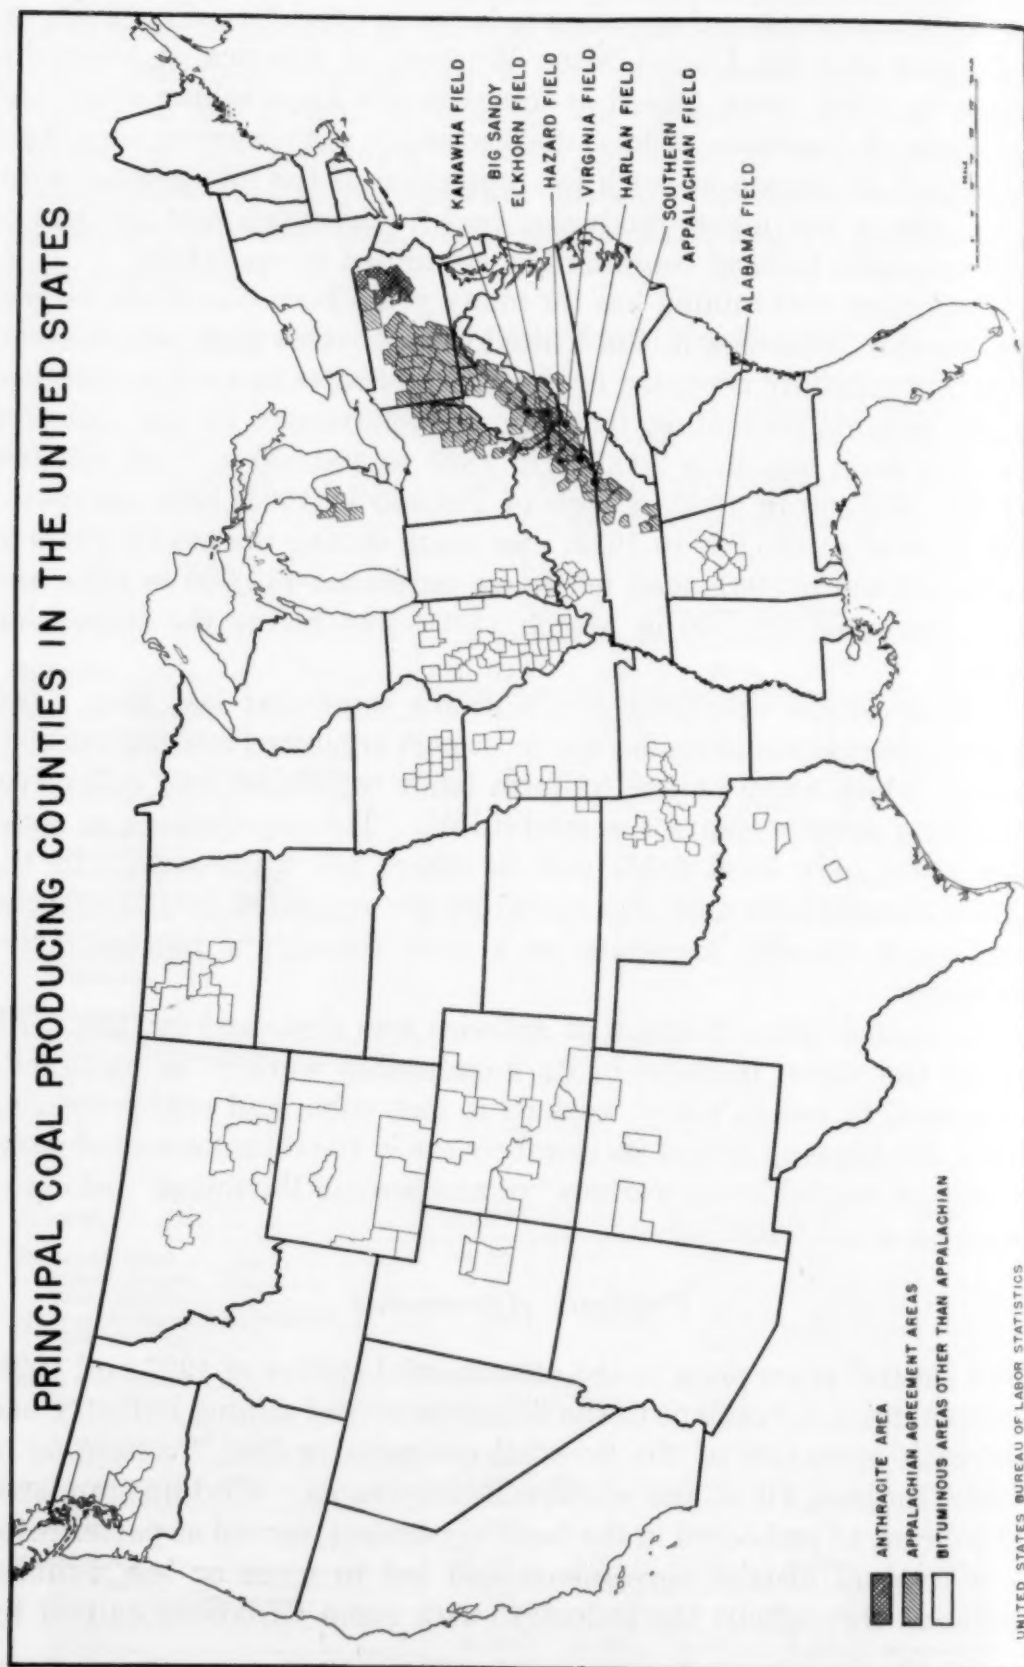 PRINCIPAL COAL PRODUCING COUNTIES IN THE UNITED STATES
KANAWHA FIELD
BIG SANDY
ELKHORN FIELD
HAZARD FIELD
VIRGINIA FIELD
HARLAN FIELD
SOUTHERN
APPALACHIAN FIELD
ALABAMA FIELD
SCALE
ANTHRACITE AREA
APPALACHIAN AGREEMENT AREAS
BITUMINOUS AREAS OTHER THAN APPALACHIAN
UNITED STATES BUREAU OF LABOR STATISTICS